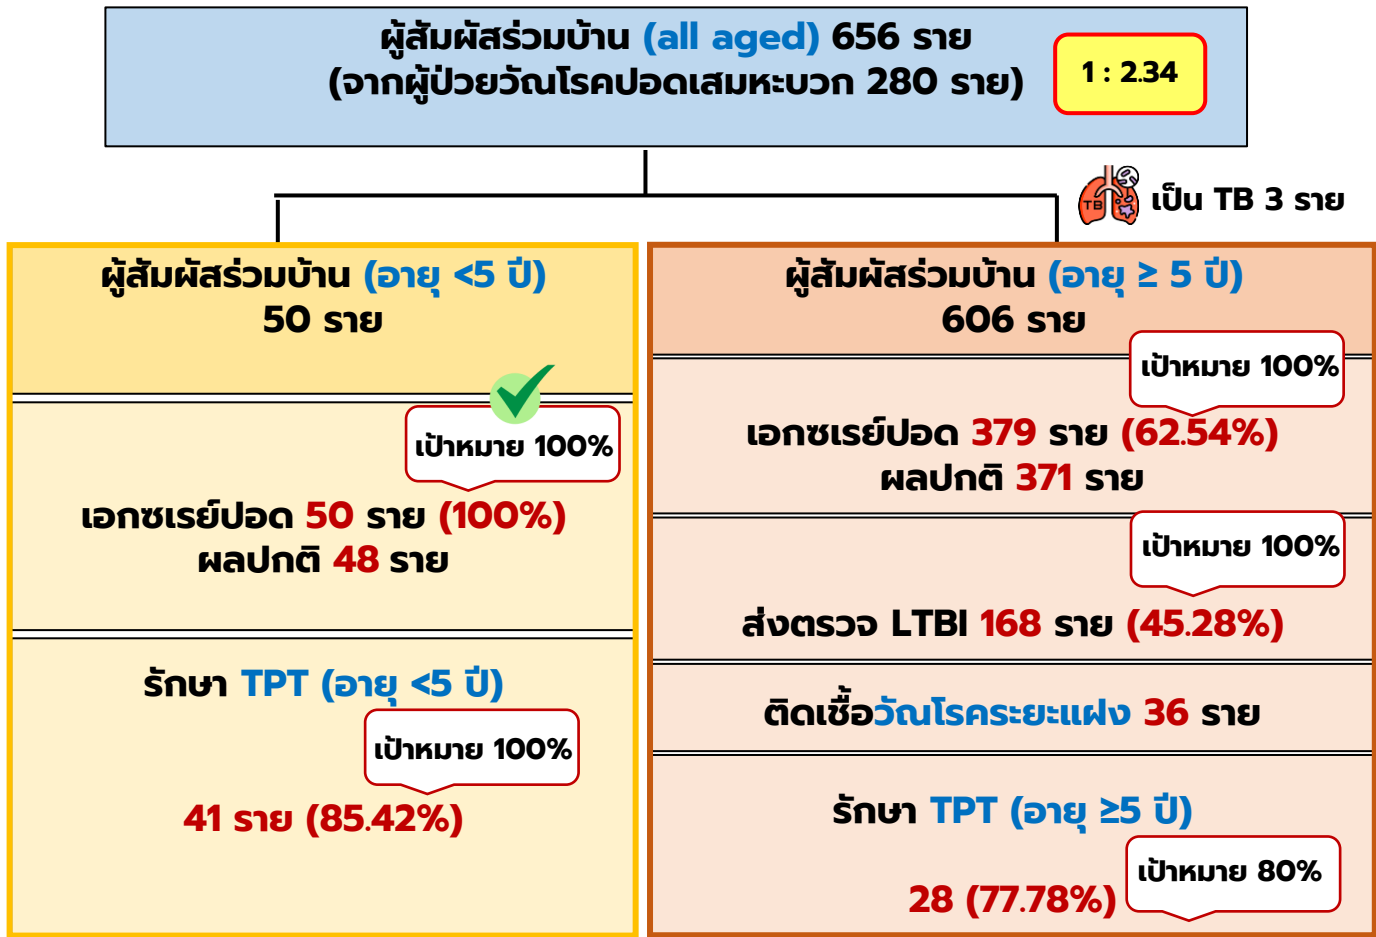 ผู้สัมผัสร่วมบ้าน (all aged) 656 ราย
(จากผู้ป่วยวัณโรคปอดเสมหะบวก 280 ราย)
1 : 2.34
TB
เป็น TB 3 ราย
ผู้สัมผัสร่วมบ้าน (อายุ <5 ปี)
50 ราย
เป้าหมาย 100%
เอกซเรย์ปอด 50 ราย (100%)
ผลปกติ 48 ราย
รักษา TPT (อายุ <5 ปี)
เป้าหมาย 100%
41 ราย (85.42%)
ผู้สัมผัสร่วมบ้าน (อายุ ≥ 5 ปี)
606 ราย
เป้าหมาย 100%
เอกซเรย์ปอด 379 ราย (62.54%)
ผลปกติ 371 ราย
เป้าหมาย 100%
ส่งตรวจ LTBI 168 ราย (45.28%)
ติดเชื้อวัณโรคระยะแฝง 36 ราย
รักษา TPT (อายุ ≥5 ปี)
เป้าหมาย 80%
28 (77.78%)